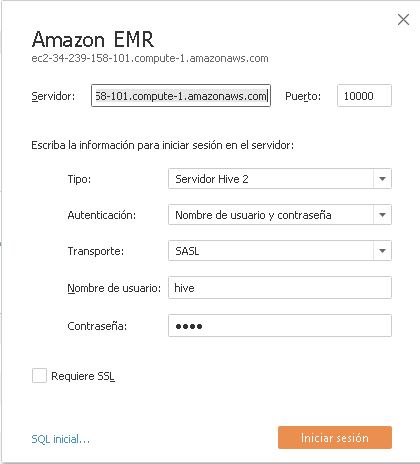 Amazon EMR
ec2-34-239-158-101.compute-1.amazonaws.com
Servidor: 58-101.compute-1.amazonaws.com Puerto: 10000
Escriba la información para iniciar sesión en el servidor:
Tipo: Servidor Hive 2
Autenticación: Nombre de usuario y contraseña
Transporte: SASL
Nombre de usuario: hive
Contraseña: ●●●●
Requiere SSL
SQL inicial... Iniciar sesión